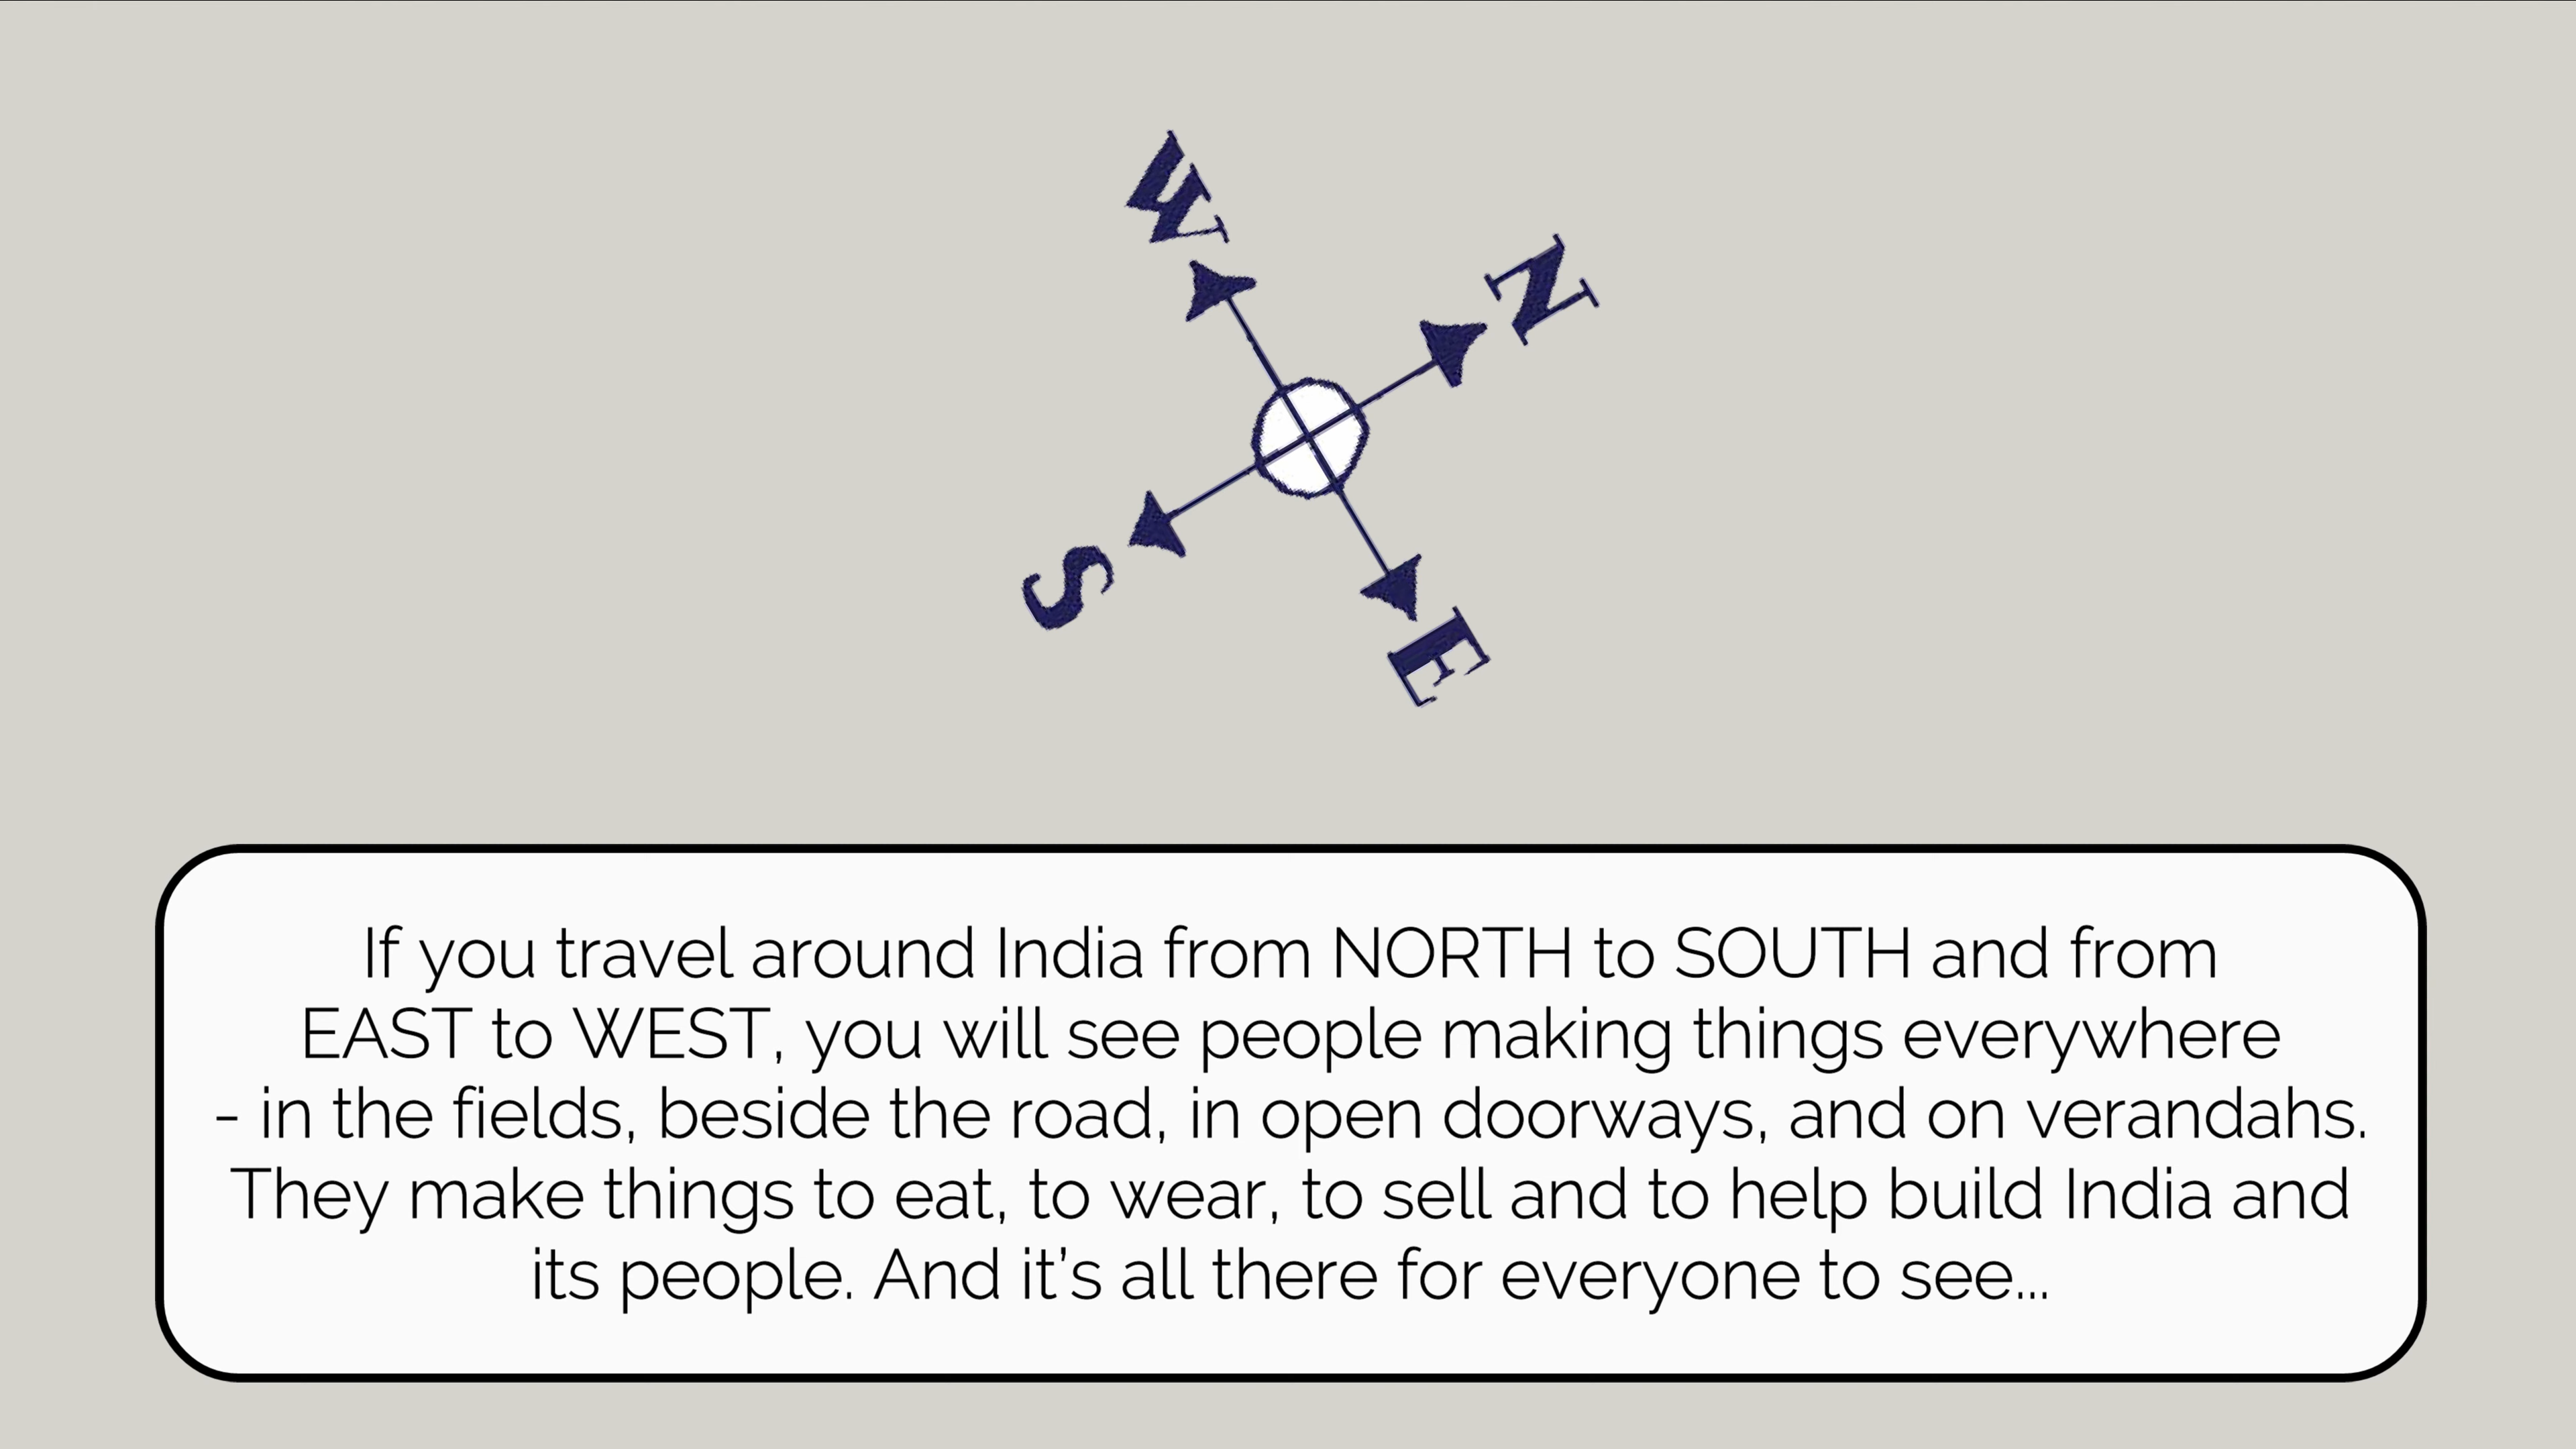 W
N
S
E
If you travel around India from NORTH to SOUTH and from
EAST to WEST, you will see people making things everywhere
- in the fields, beside the road, in open doorways, and on verandahs.
They make things to eat, to wear, to sell and to help build India and
its people. And it's all there for everyone to see...